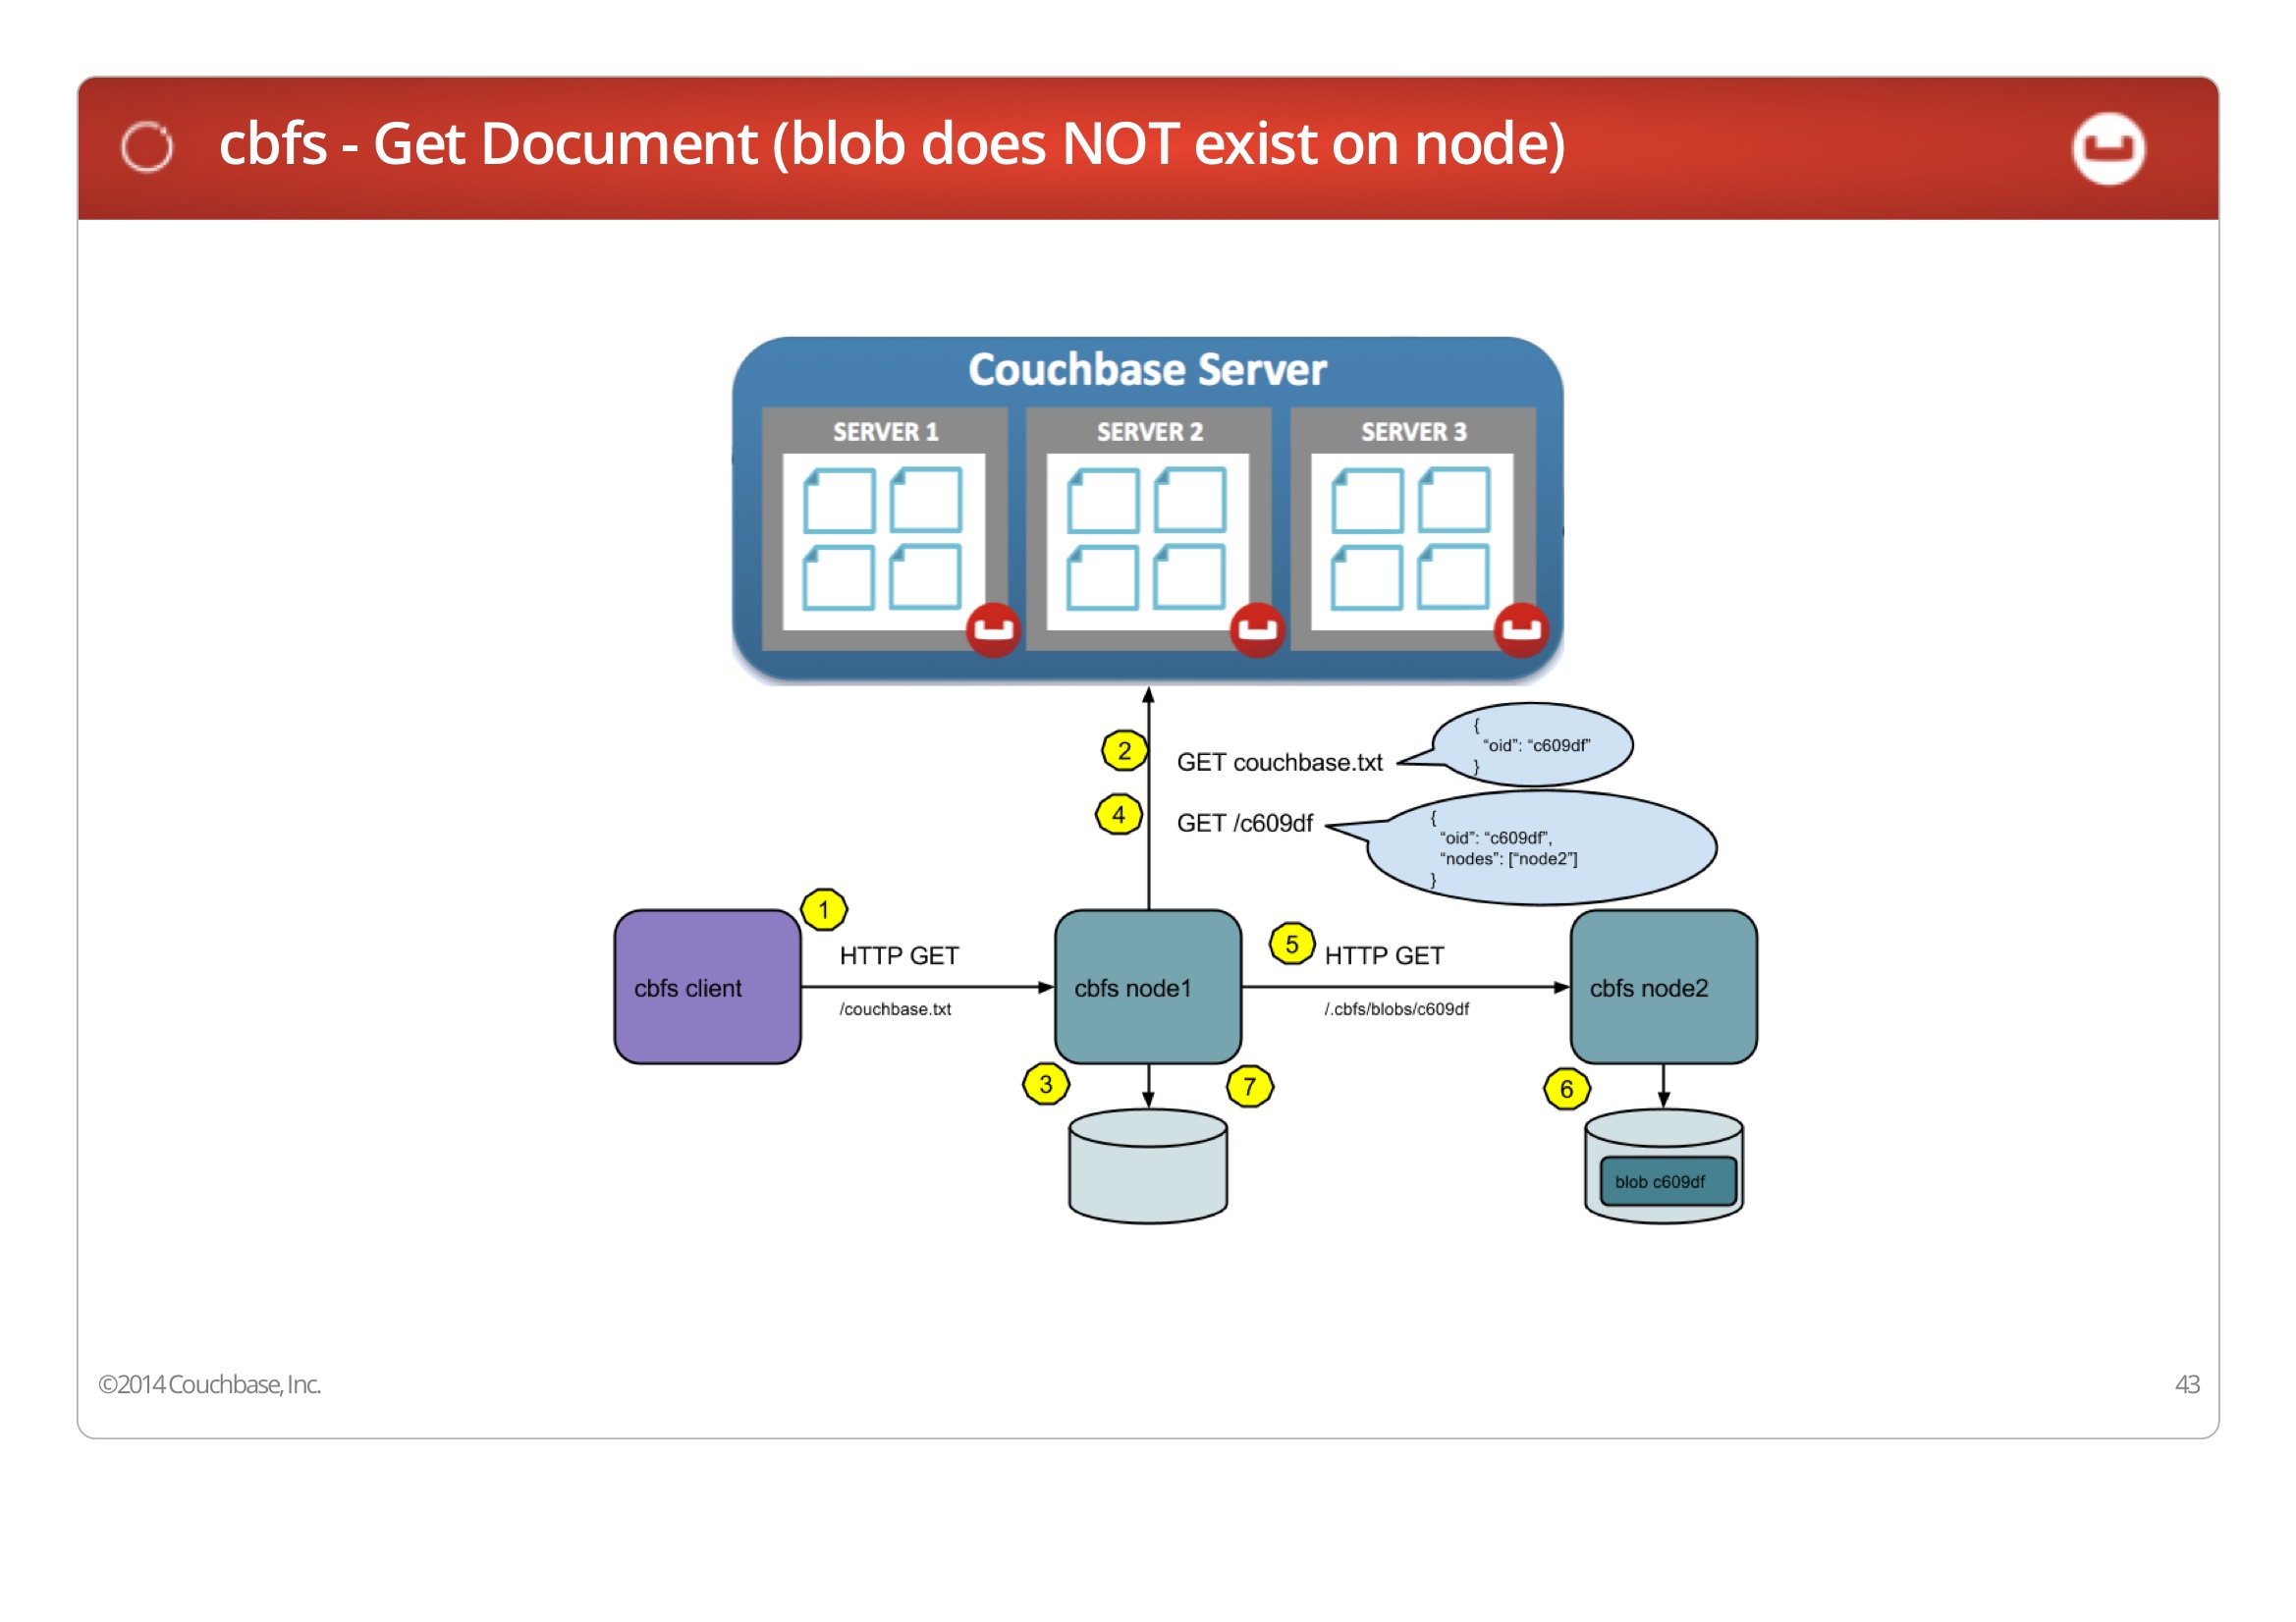 cbfs - Get Document (blob does NOT exist on node)
Couchbase Server
SERVER 1
SERVER 2
SERVER 3
2
GET couchbase.txt
{
“oid”: “c609df”
}
4
GET /c609df
{
“oid”: “c609df”,
“nodes”: [“node2”]
}
1
HTTP GET
5
HTTP GET
cbfs client
cbfs node1
cbfs node2
/couchbase.txt
/.cbfs/blobs/c609df
3
7
6
blob c609df
©2014 Couchbase, Inc.
43